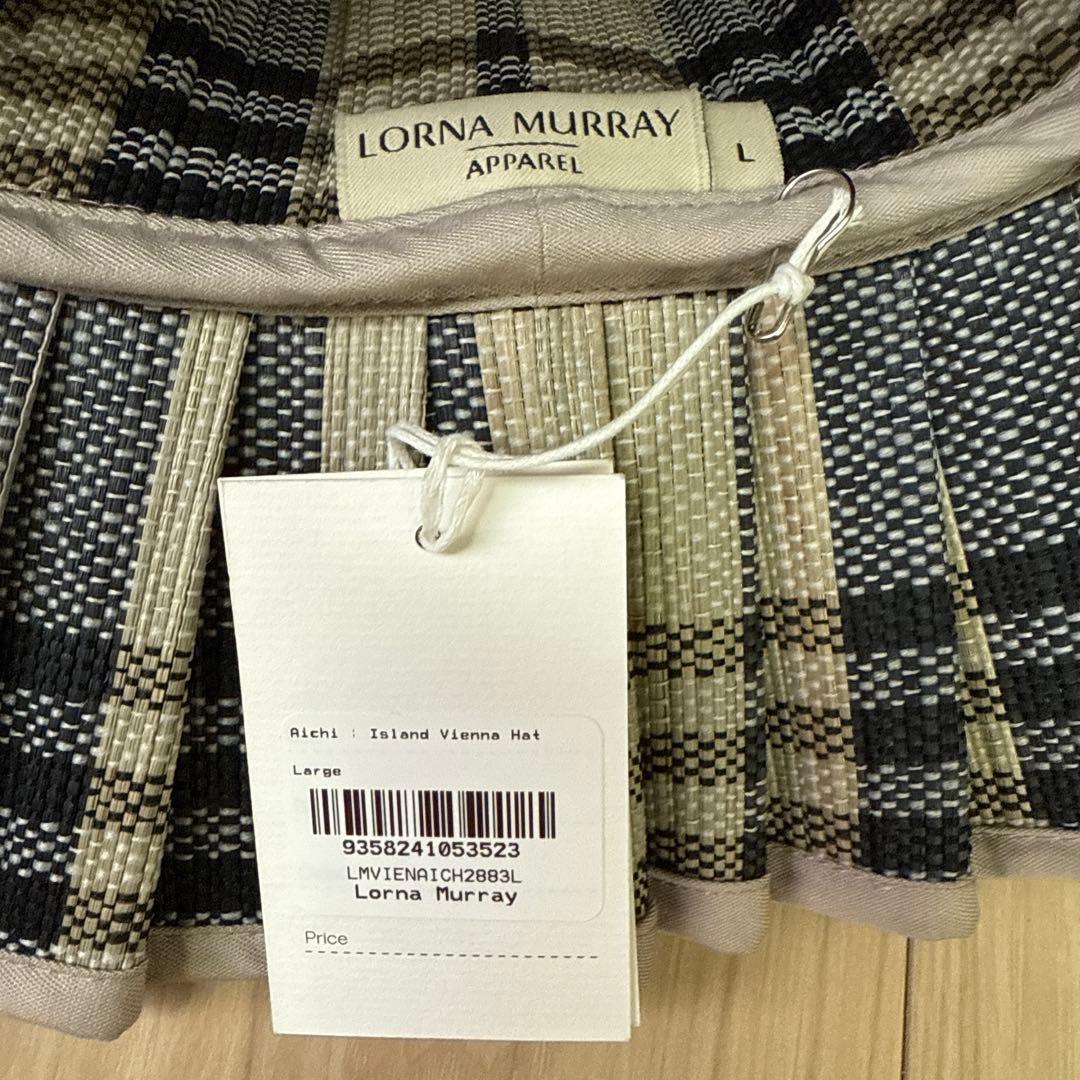 LORNA MURRAY
APPAREL
L
Aichi : Island Vienna Hat
Large
9358241053523
LMVIENAICH2883L
Lorna Murray
Price